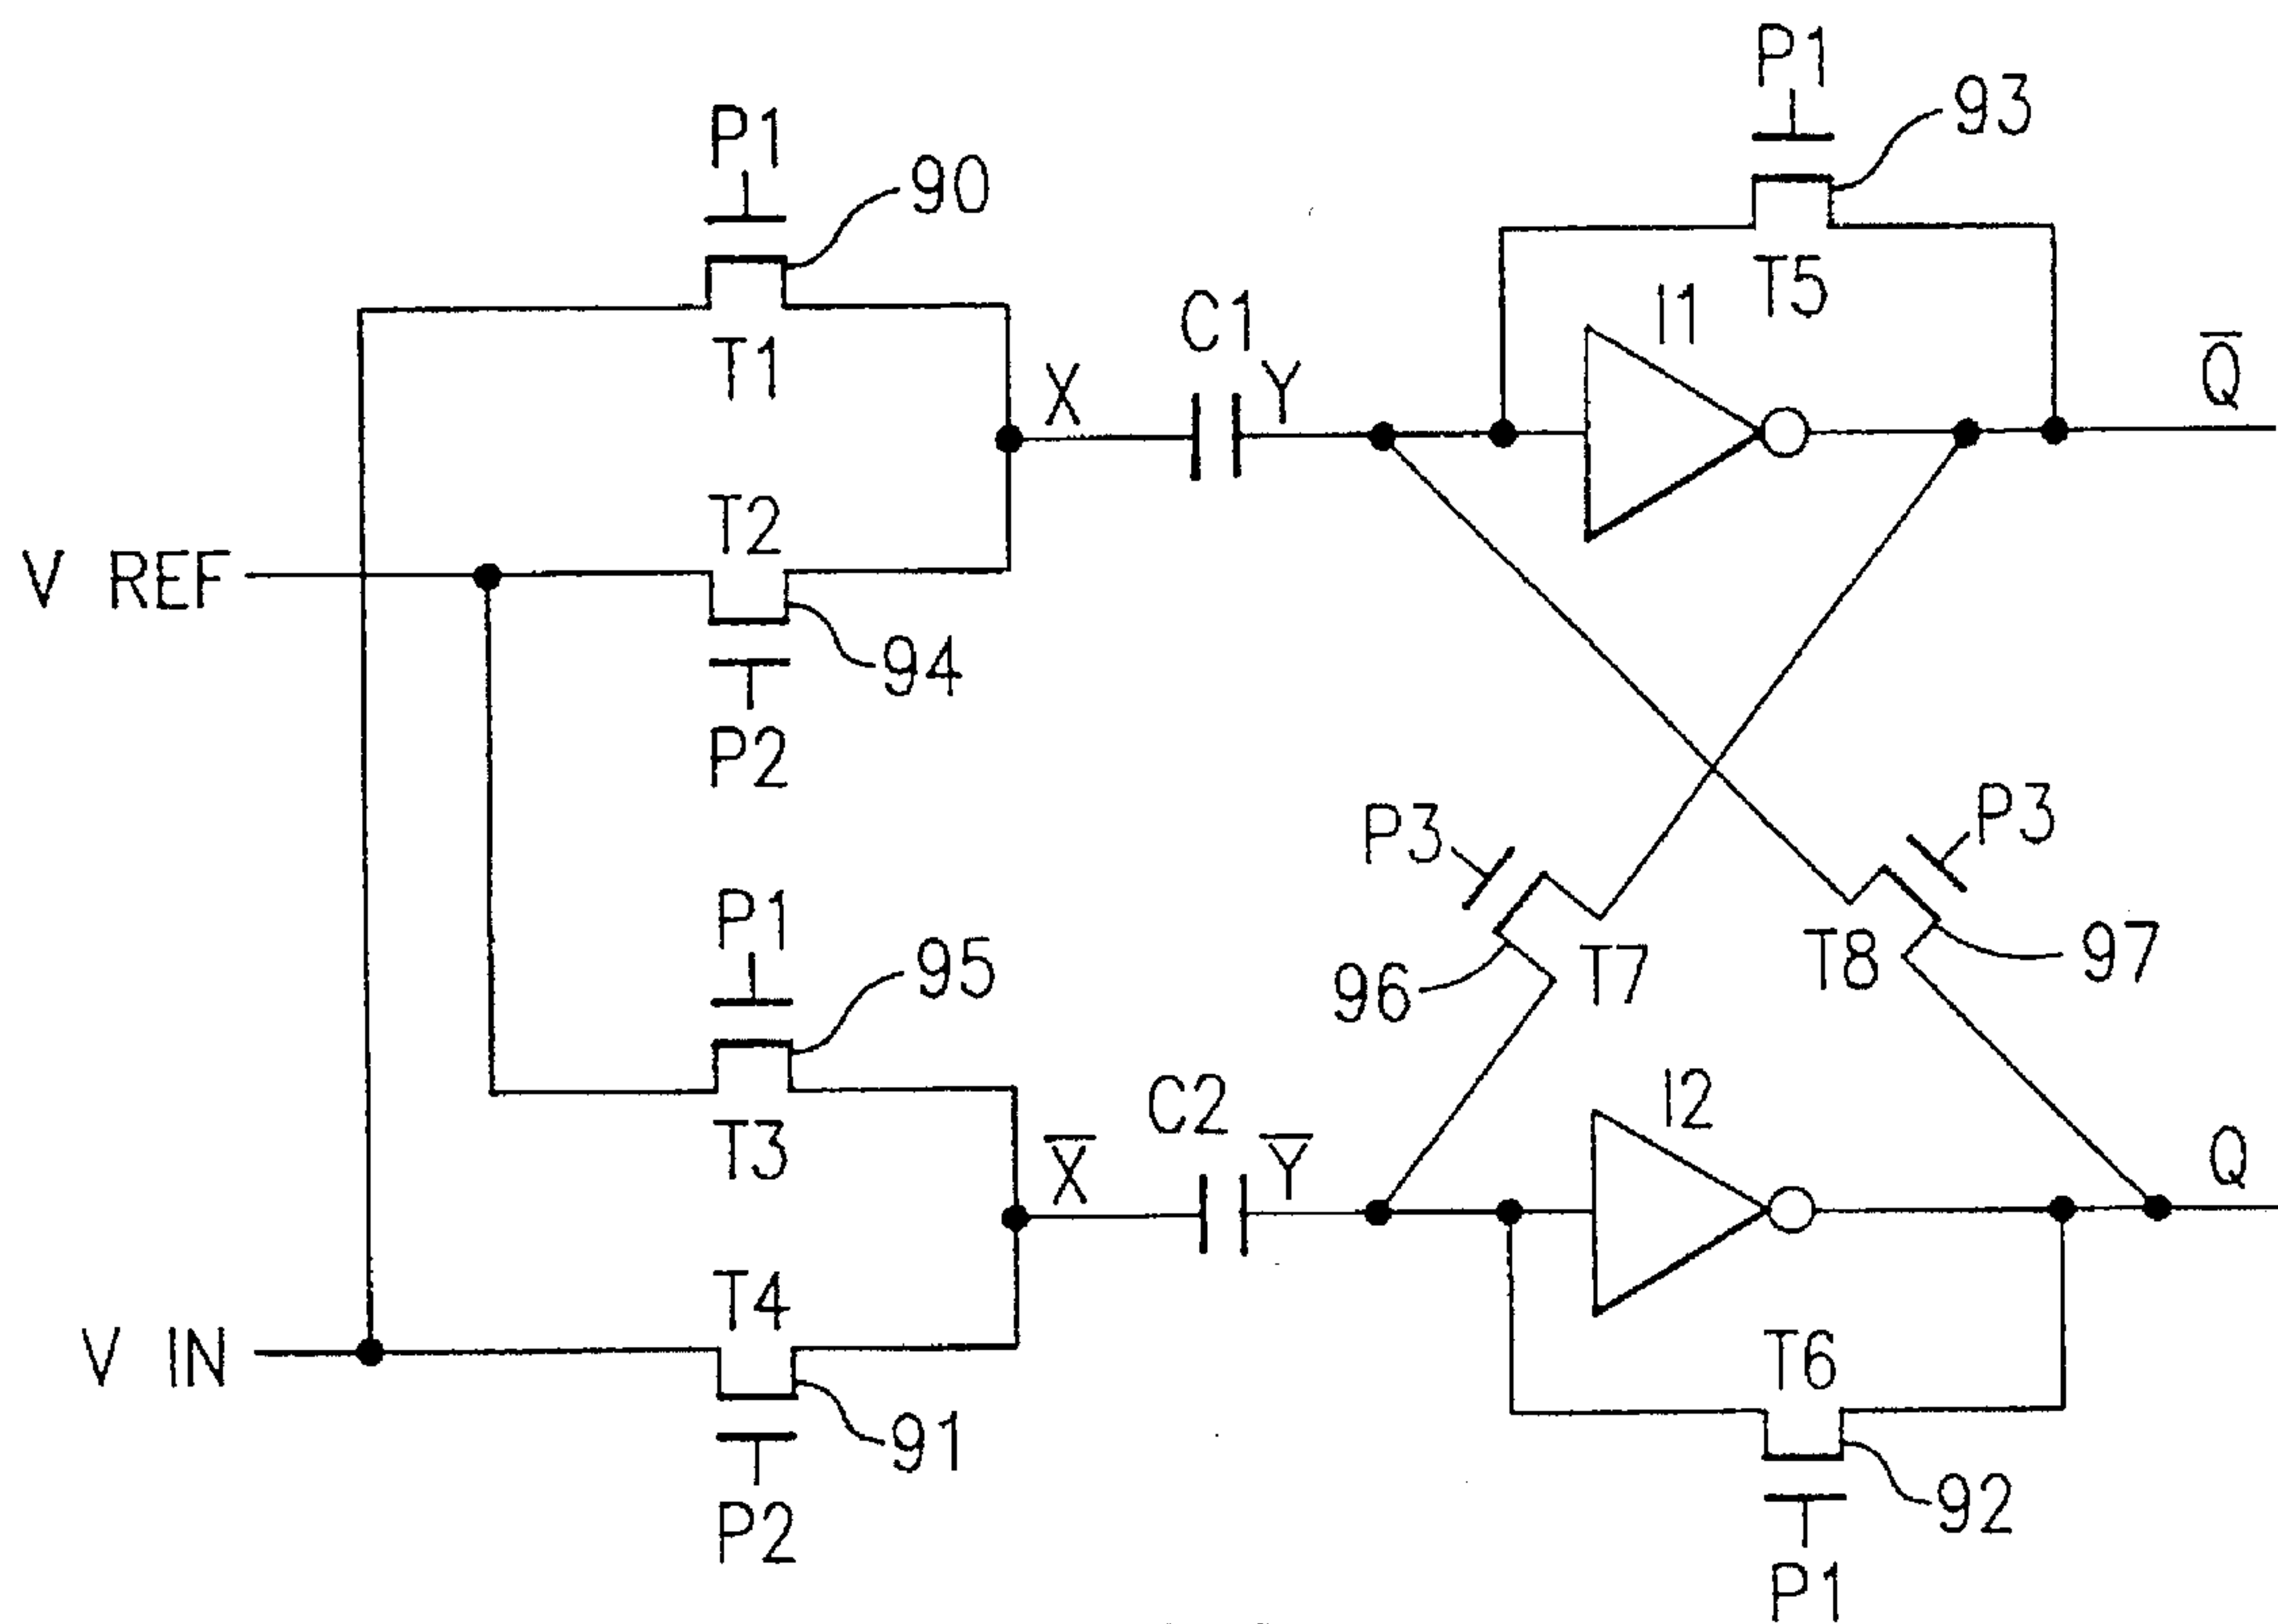 P1
93
P1
90
T5
I1
C1
Q̅
T1
X
Y
T2
V REF
94
P2
P3
P3
P1
95
T7
T8
97
96
I2
C2
T3
X̅
Y̅
Q
T4
V IN
T6
91
92
P2
P1